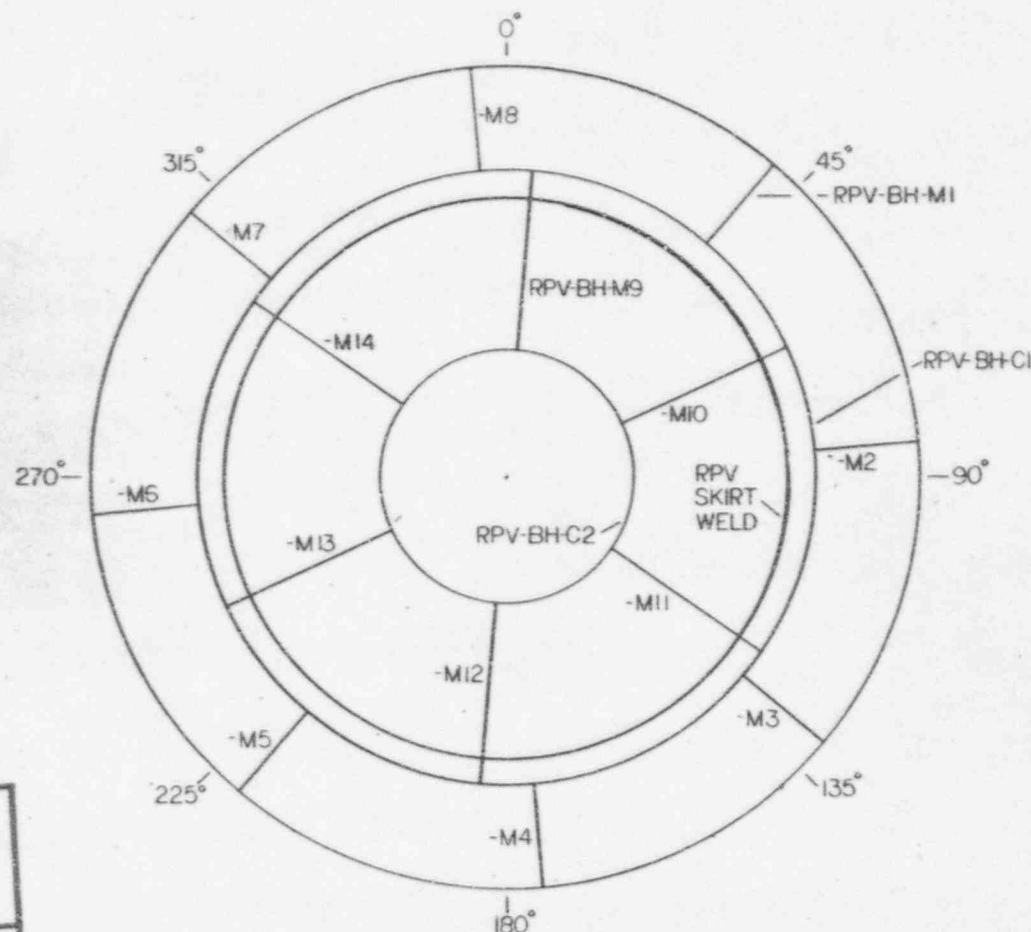 0°
-M8
315°
45°
-RPV-BH-M1
-M7
RPV-BH-M9
-M14
-RPV-BH-C1
-M10
-M2
270°
-M6
RPV
SKIRT
WELD
-90°
RPV-BH-C2
-M13
-M11
-M12
-M3
-M5
225°
135°
-M4
180°